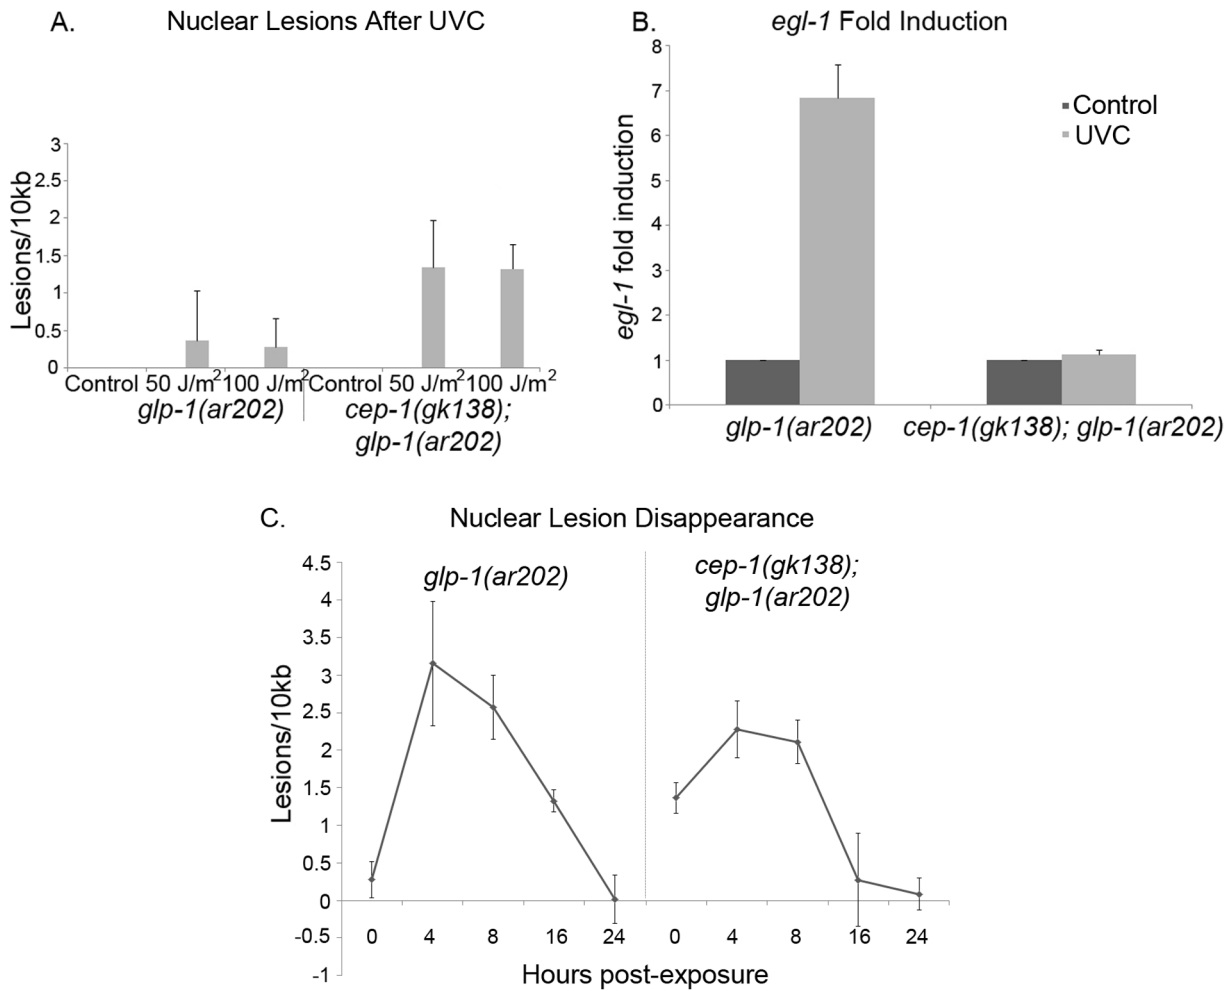 A. Nuclear Lesions After UVC
Lesions/10kb
3
2.5
2
1.5
1
0.5
0
Control 50 J/m² 100 J/m² Control 50 J/m² 100 J/m²
glp-1(ar202)
cep-1(gk138);
glp-1(ar202)
B. egl-1 Fold Induction
egl-1 fold induction
8
7
6
5
4
3
2
1
0
Control
UVC
glp-1(ar202) cep-1(gk138); glp-1(ar202)
C. Nuclear Lesion Disappearance
Lesions/10kb
4.5
4
3.5
3
2.5
2
1.5
1
0.5
0
-0.5
-1
glp-1(ar202)
cep-1(gk138);
glp-1(ar202)
0 4 8 16 24 0 4 8 16 24
Hours post-exposure